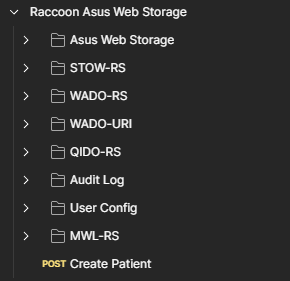 Raccoon Asus Web Storage
Asus Web Storage
STOW-RS
WADO-RS
WADO-URI
QIDO-RS
Audit Log
User Config
MWL-RS
POST Create Patient